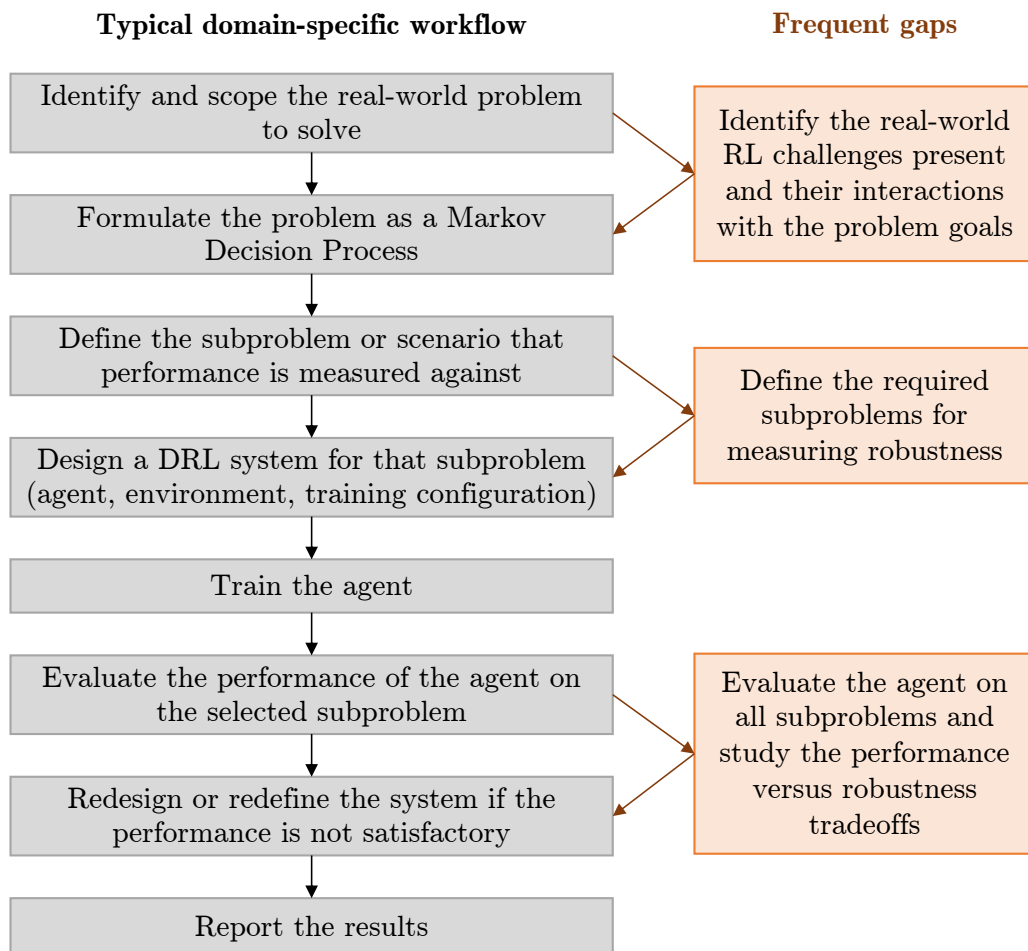 Typical domain-specific workflow
Frequent gaps
Identify and scope the real-world problem
to solve
Identify the real-world
RL challenges present
and their interactions
with the problem goals
Formulate the problem as a Markov
Decision Process
Define the subproblem or scenario that
performance is measured against
Define the required
subproblems for
measuring robustness
Design a DRL system for that subproblem
(agent, environment, training configuration)
Train the agent
Evaluate the performance of the agent on
the selected subproblem
Evaluate the agent on
all subproblems and
study the performance
versus robustness
tradeoffs
Redesign or redefine the system if the
performance is not satisfactory
Report the results